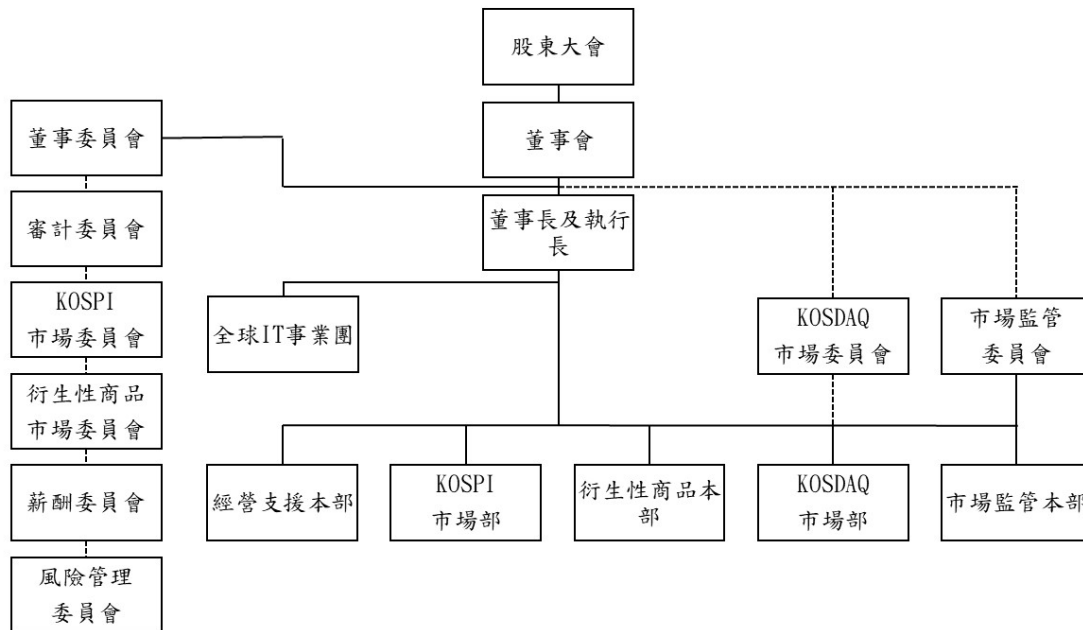 股東大會
董事委員會
董事會
審計委員會
董事長及執行
長
KOSPI
市場委員會
全球IT事業團
KOSDAQ
市場委員會
市場監管
委員會
衍生性商品
市場委員會
薪酬委員會
經營支援本部
KOSPI
市場部
衍生性商品本
部
KOSDAQ
市場部
市場監管本部
風險管理
委員會